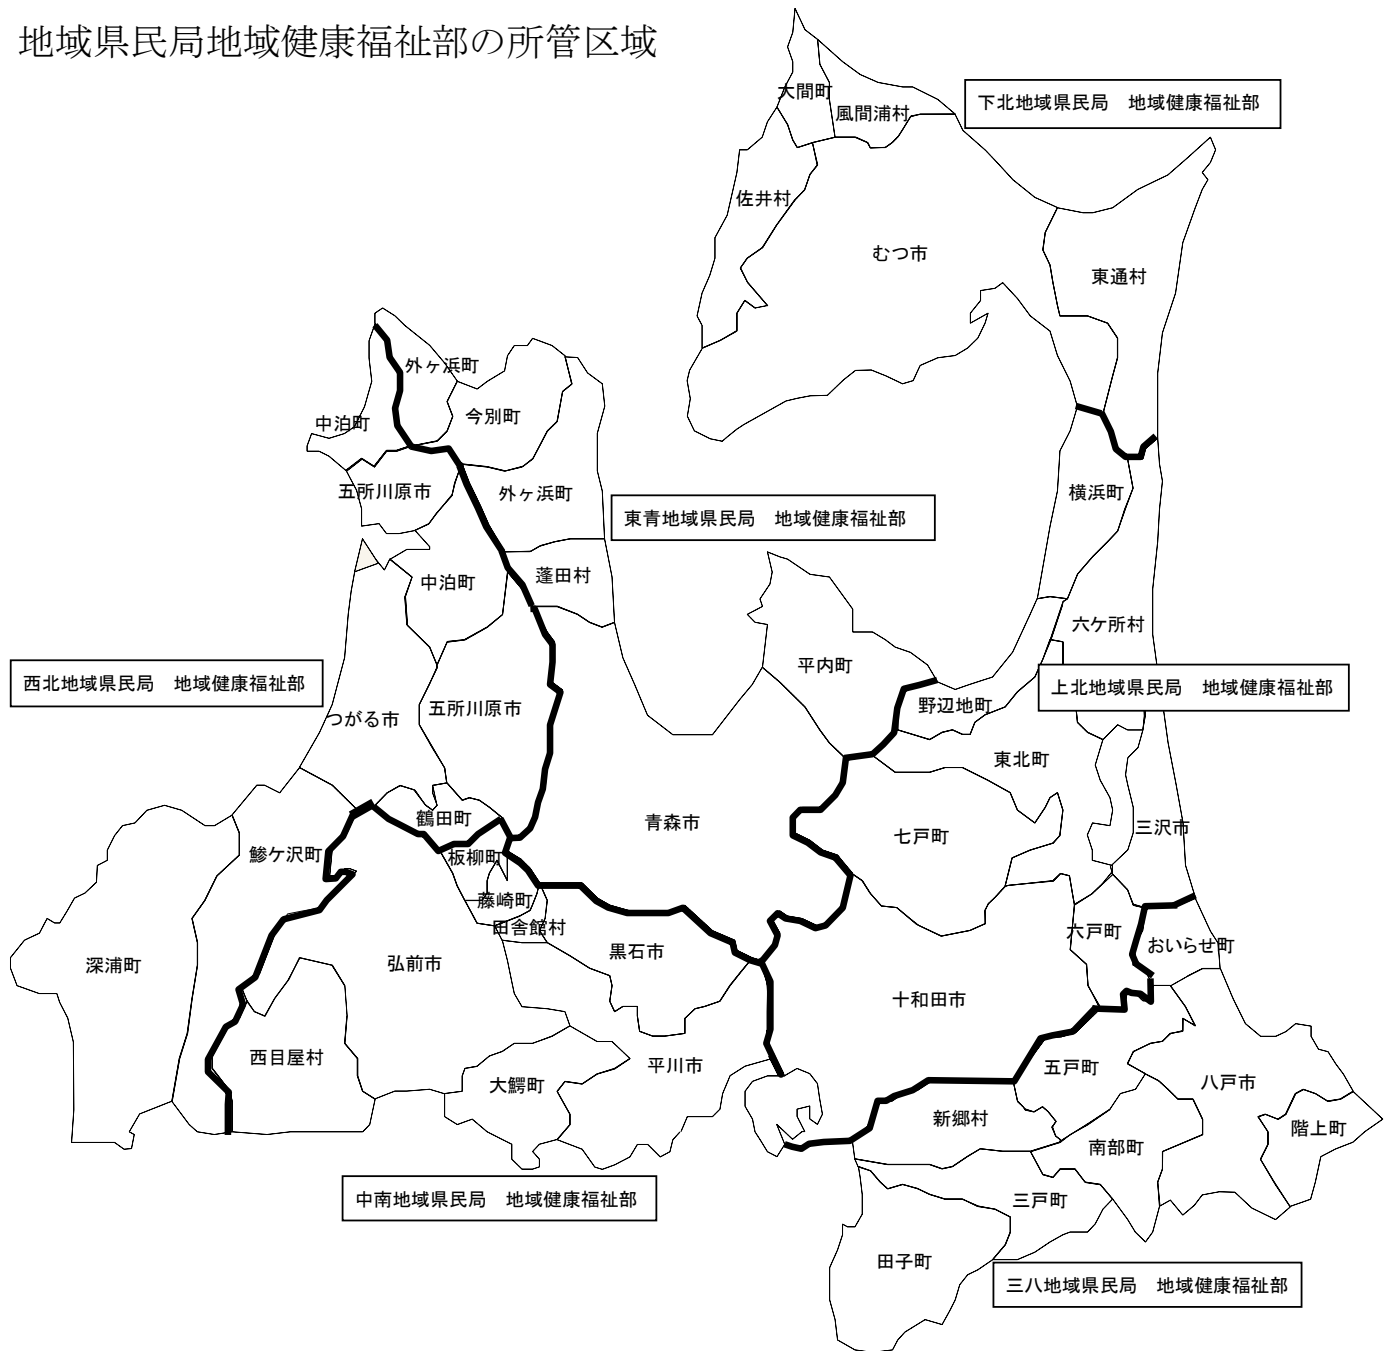 地域県民局地域健康福祉部の所管区域
大間町
風間浦村
下北地域県民局　地域健康福祉部
佐井村
むつ市
東通村
外ヶ浜町
中泊町
今別町
五所川原市
外ヶ浜町
横浜町
東青地域県民局　地域健康福祉部
中泊町
蓬田村
六ケ所村
平内町
西北地域県民局　地域健康福祉部
上北地域県民局　地域健康福祉部
つがる市
五所川原市
野辺地町
東北町
鶴田町
青森市
七戸町
三沢市
鰺ケ沢町
板柳町
藤崎町
田舎館村
六戸町
おいらせ町
深浦町
弘前市
黒石市
十和田市
西目屋村
大鰐町
平川市
五戸町
八戸市
新郷村
階上町
南部町
中南地域県民局　地域健康福祉部
三戸町
田子町
三八地域県民局　地域健康福祉部